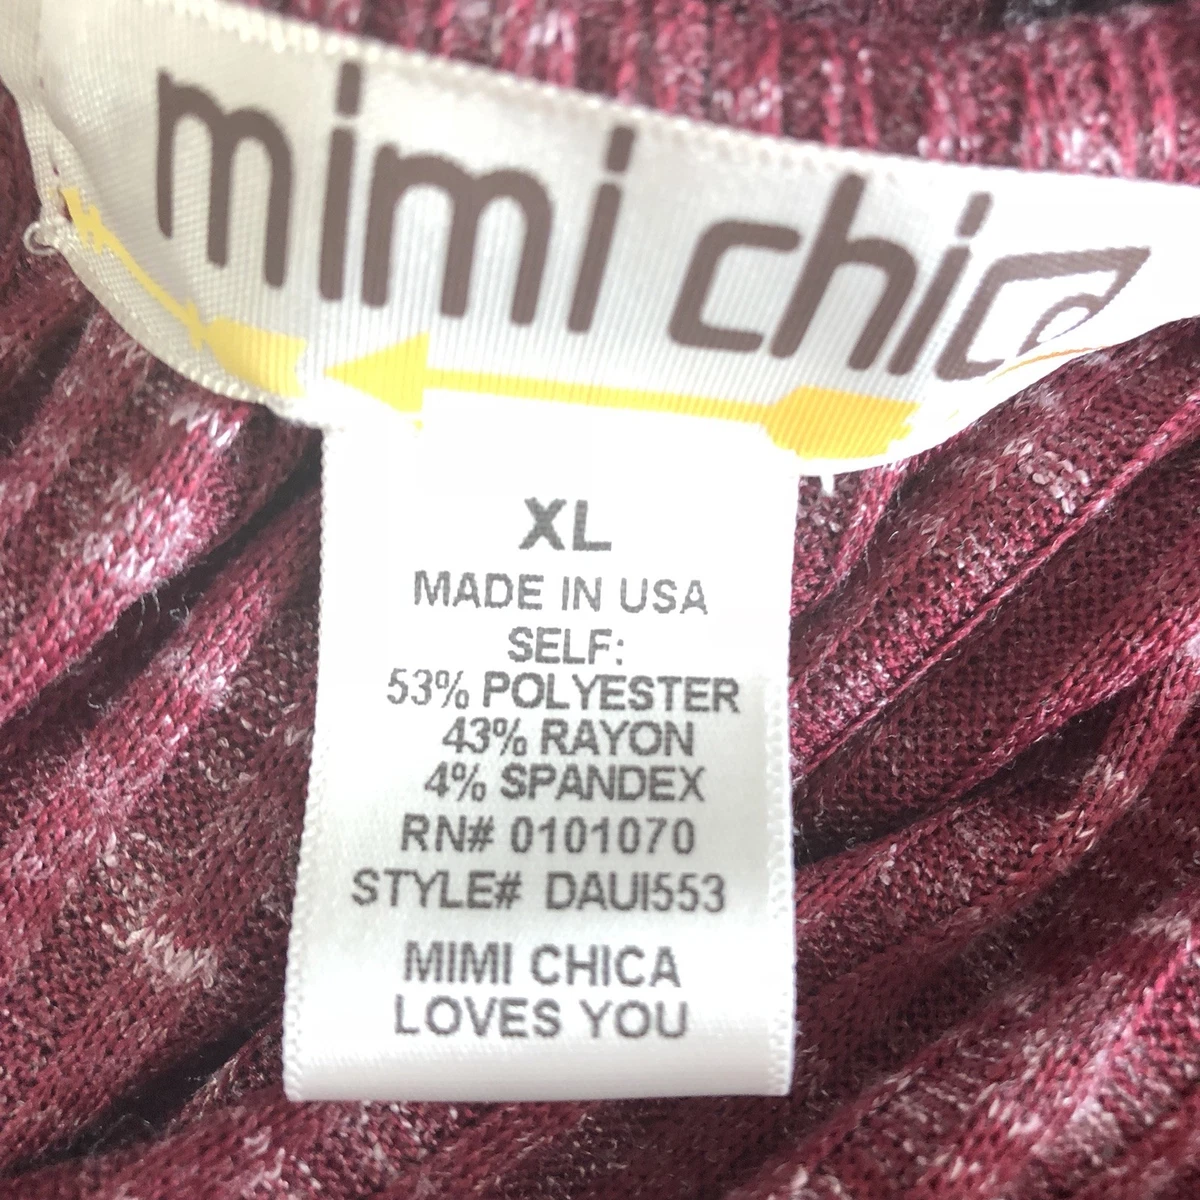 mimi chica
XL
MADE IN USA
SELF:
53% POLYESTER
43% RAYON
4% SPANDEX
RN# 0101070
STYLE# DAUI553
MIMI CHICA
LOVES YOU